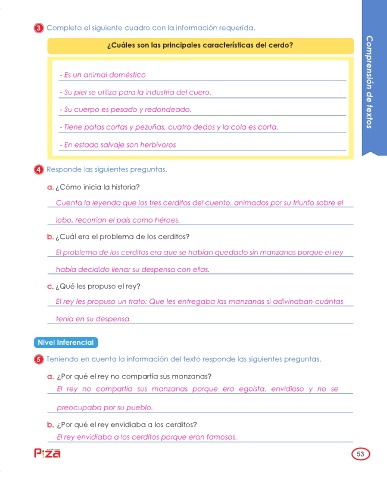 3 Completa el siguiente cuadro con la información requerida.
¿Cuáles son las principales características del cerdo?
- Es un animal doméstico
- Su piel se utiliza para la industria del cuero.
- Su cuerpo es pesado y redondeado.
- Tiene patas cortas y pezuñas, cuatro dedos y la cola es corta.
- En estado salvaje son herbívoros
Comprensión de textos
4 Responde las siguientes preguntas.
a. ¿Cómo inicia la historia?
Cuenta la leyenda que los tres cerditos del cuento, animados por su triunfo sobre el
lobo, recorrían el país como héroes.
b. ¿Cuál era el problema de los cerditos?
El problema de los cerditos era que se habían quedado sin manzanas porque el rey
había decidido llenar su despensa con ellas.
c. ¿Qué les propuso el rey?
El rey les propuso un trato: Que les entregaba las manzanas si adivinaban cuántas
tenía en su despensa.
Nivel Inferencial
5 Teniendo en cuenta la información del texto responde las siguientes preguntas.
a. ¿Por qué el rey no compartía sus manzanas?
El rey no compartía sus manzanas porque era egoísta, envidioso y no se
preocupaba por su pueblo.
b. ¿Por qué el rey envidiaba a los cerditos?
El rey envidiaba a los cerditos porque eran famosos.
Pizza
53